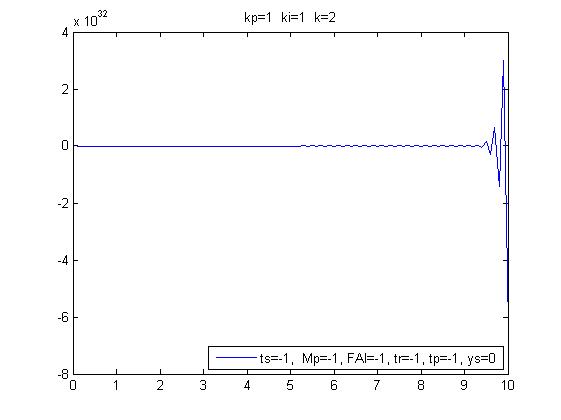 kp=1 ki=1 k=2
x 10^32
4
2
0
-2
-4
-6
-8
ts=-1, Mp=-1, FAI=-1, tr=-1, tp=-1, ys=0
0 1 2 3 4 5 6 7 8 9 10